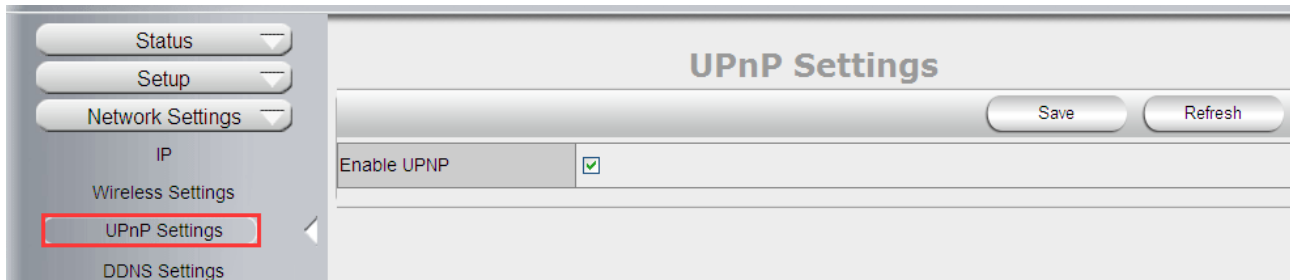 Status
Setup
Network Settings
IP
Wireless Settings
UPnP Settings
DDNS Settings
UPnP Settings
Save Refresh
Enable UPNP